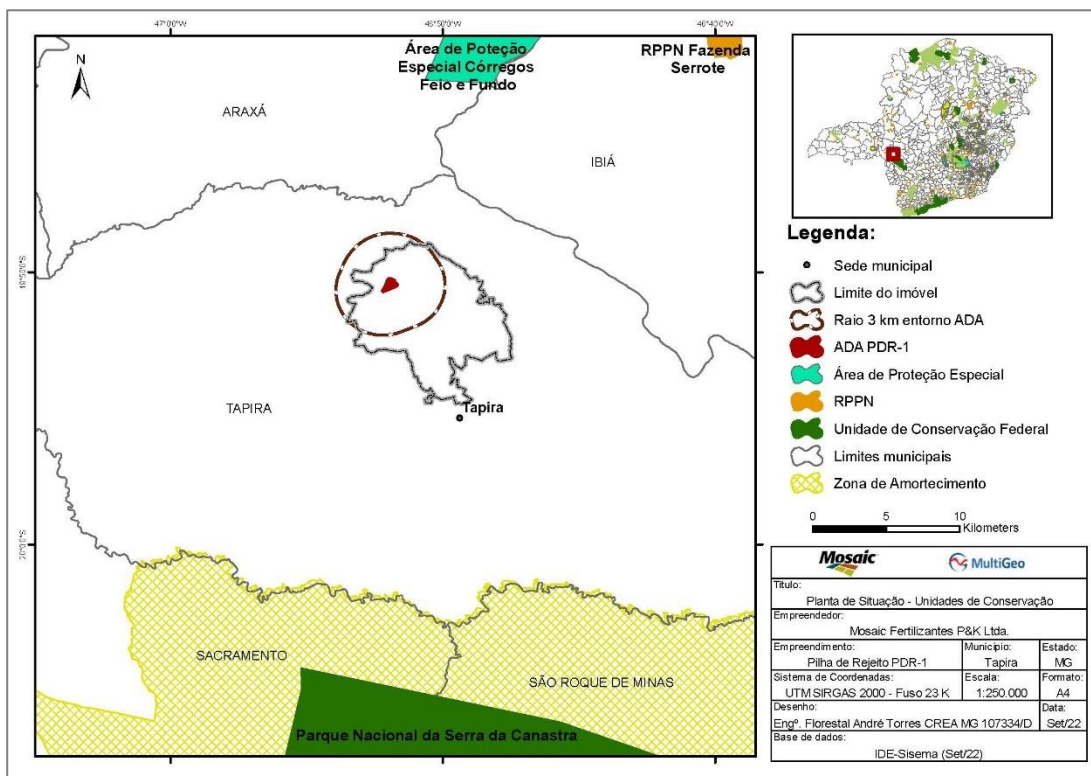 47°00'W
46°50'0"W
46°40'0"W
Área de Poteção
Especial Córregos
Feio e Fundo
RPPN Fazenda
Serrote
N
ARAXÁ
IBIÁ
TAPIRA
Tapira
SACRAMENTO
SÃO ROQUE DE MINAS
Parque Nacional da Serra da Canastra
Legenda:
Sede municipal
Limite do imóvel
Raio 3 km entorno ADA
ADA PDR-1
Área de Proteção Especial
RPPN
Unidade de Conservação Federal
Limites municipais
Zona de Amortecimento
0 5 10
Kilometers
Mosaic MultiGeo
Título:
Planta de Situação - Unidades de Conservação
Empreendedor:
Mosaic Fertilizantes P&K Ltda.
Empreendimento: Município: Estado:
Pilha de Rejeito PDR-1 Tapira MG
Sistema de Coordenadas: Escala: Formato:
UTM SIRGAS 2000 - Fuso 23 K 1:250.000 A4
Desenho: Data:
Engº. Florestal André Torres CREA MG 107334/D Set/22
Base de dados:
IDE-Sisema (Set/22)